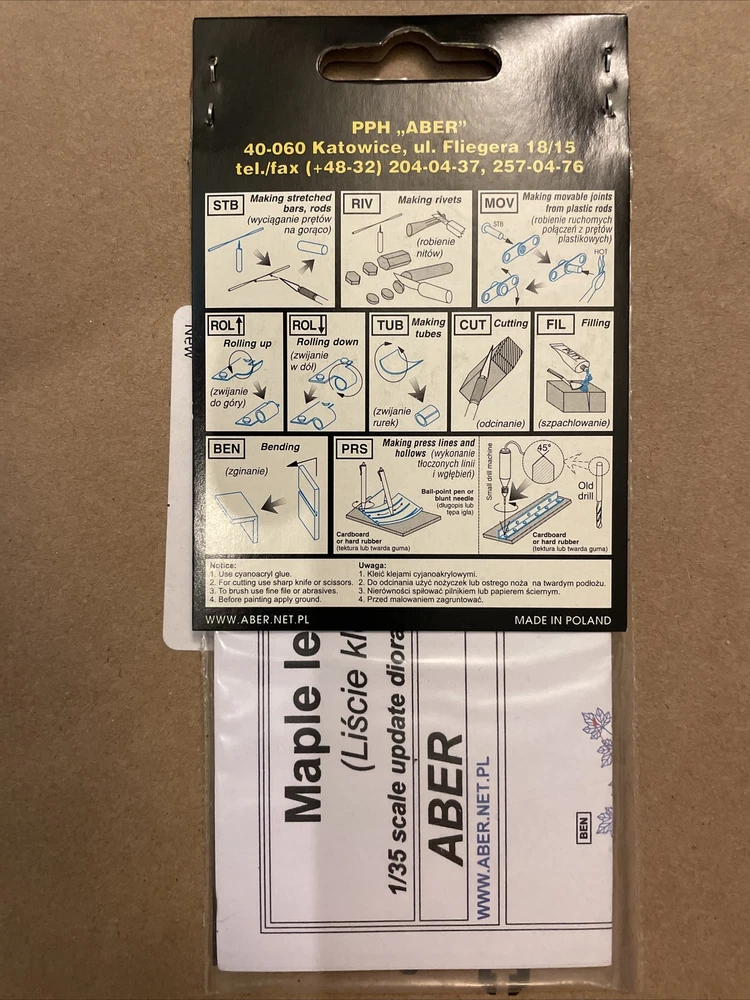 PPH „ABER”
40-060 Katowice, ul. Fliegera 18/15
tel./fax (+48-32) 204-04-37, 257-04-76
STB
Making stretched
bars, rods
(wyciąganie prętów
na gorąco)
RIV
Making rivets
(robienie
nitów)
MOV
Making movable joints
from plastic rods
(robienie ruchomych
połączeń z prętów
plastikowych)
STB
HOT
ROL↑
Rolling up
(zwijanie
do góry)
ROL↓
Rolling down
(zwijanie
w dół)
TUB
Making
tubes
(zwijanie
rurek)
CUT
Cutting
(odcinanie)
FIL
Filling
(szpachlowanie)
BEN
Bending
(zginanie)
PRS
Making press lines and
hollows (wykonanie
tłoczonych linii
i wgłębień)
Ball-point pen or
blunt needle
(długopis lub
tępa igła)
Cardboard
or hard rubber
(tektura lub twarda guma)
Small drill machine
45°
Old
drill
Cardboard
or hard rubber
(tektura lub twarda guma)
Notice:
1. Use cyanoacryl glue.
2. For cutting use sharp knife or scissors.
3. To brush use fine file or abrasives.
4. Before painting apply ground.
Uwaga:
1. Kleić klejami cyjanoakrylowymi.
2. Do odcinania użyć nożyczek lub ostrego noża na twardym podłożu.
3. Nierówności spiłować pilnikiem lub papierem ściernym.
4. Przed malowaniem zagruntować.
WWW.ABER.NET.PL
MADE IN POLAND
New
Maple le
(Liście kl
1/35 scale update diora
ABER
WWW.ABER.NET.PL
BEN